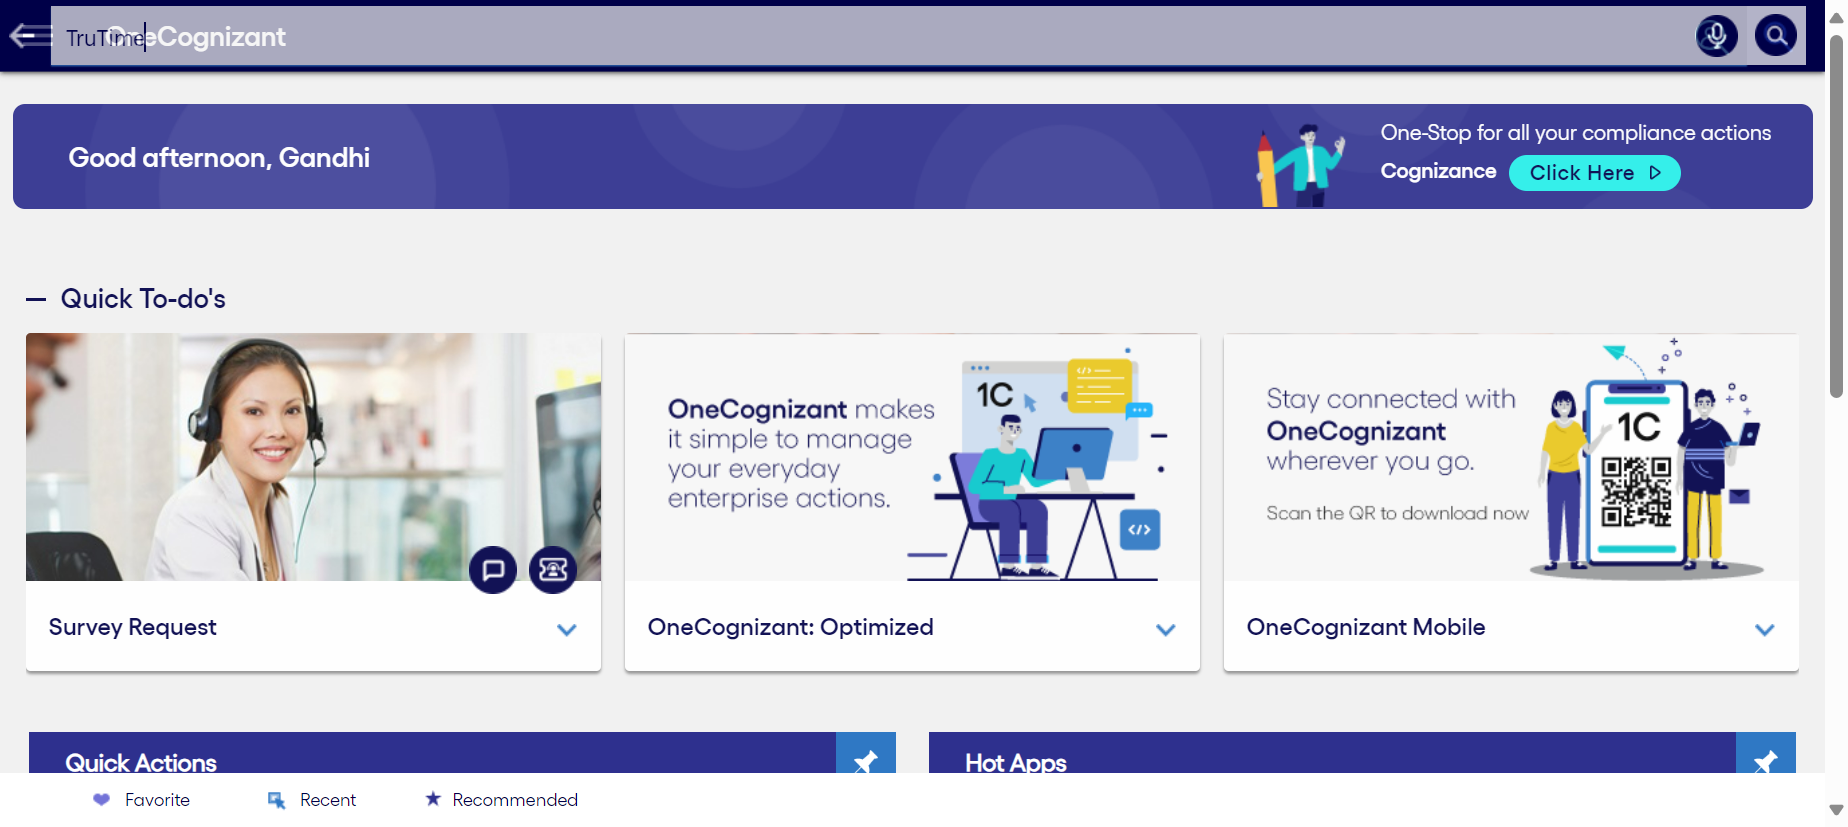 TruTime
OneCognizant
Good afternoon, Gandhi
One-Stop for all your compliance actions
Cognizance Click Here
Quick To-do's
OneCognizant makes
it simple to manage
your everyday
enterprise actions.
1C
</>
</>
Stay connected with
OneCognizant
wherever you go.
Scan the QR to download now
1C
Survey Request
OneCognizant: Optimized
OneCognizant Mobile
Quick Actions
Hot Apps
Favorite
Recent
Recommended